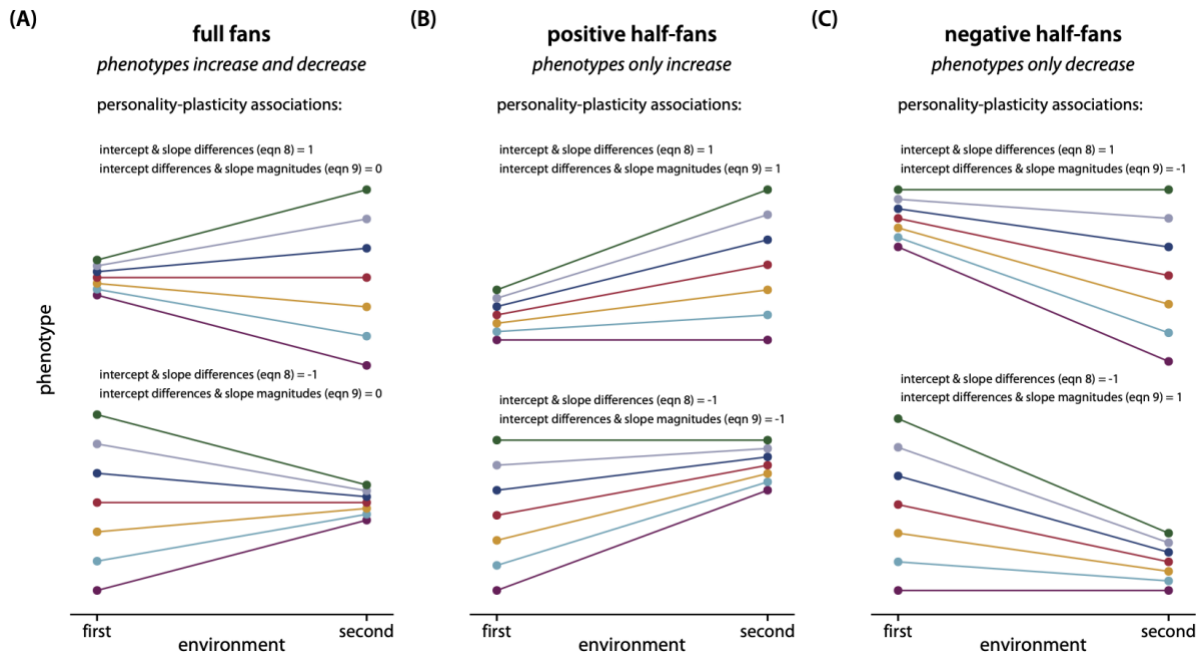 (A)
full fans
phenotypes increase and decrease
personality-plasticity associations:
intercept & slope differences (eqn 8) = 1
intercept differences & slope magnitudes (eqn 9) = 0
intercept & slope differences (eqn 8) = -1
intercept differences & slope magnitudes (eqn 9) = 0
phenotype
first
second
environment
(B)
positive half-fans
phenotypes only increase
personality-plasticity associations:
intercept & slope differences (eqn 8) = 1
intercept differences & slope magnitudes (eqn 9) = 1
intercept & slope differences (eqn 8) = -1
intercept differences & slope magnitudes (eqn 9) = -1
first
second
environment
(C)
negative half-fans
phenotypes only decrease
personality-plasticity associations:
intercept & slope differences (eqn 8) = 1
intercept differences & slope magnitudes (eqn 9) = -1
intercept & slope differences (eqn 8) = -1
intercept differences & slope magnitudes (eqn 9) = 1
first
second
environment